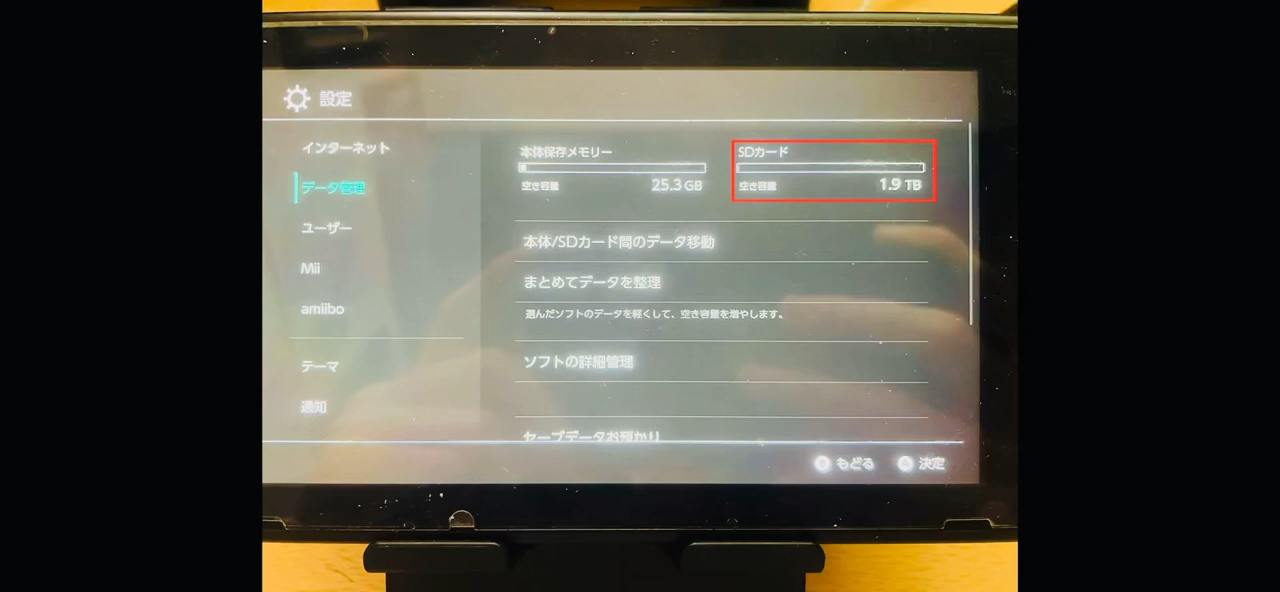 設定
インターネット
データ管理
ユーザー
Mii
amiibo
テーマ
通知
本体保存メモリー
空き容量 25.3 GB
SDカード
空き容量 1.9 TB
本体/SDカード間のデータ移動
まとめてデータを整理
選んだソフトのデータを軽くして、空き容量を増やします。
ソフトの詳細管理
セーブデータお預かり
もどる
決定